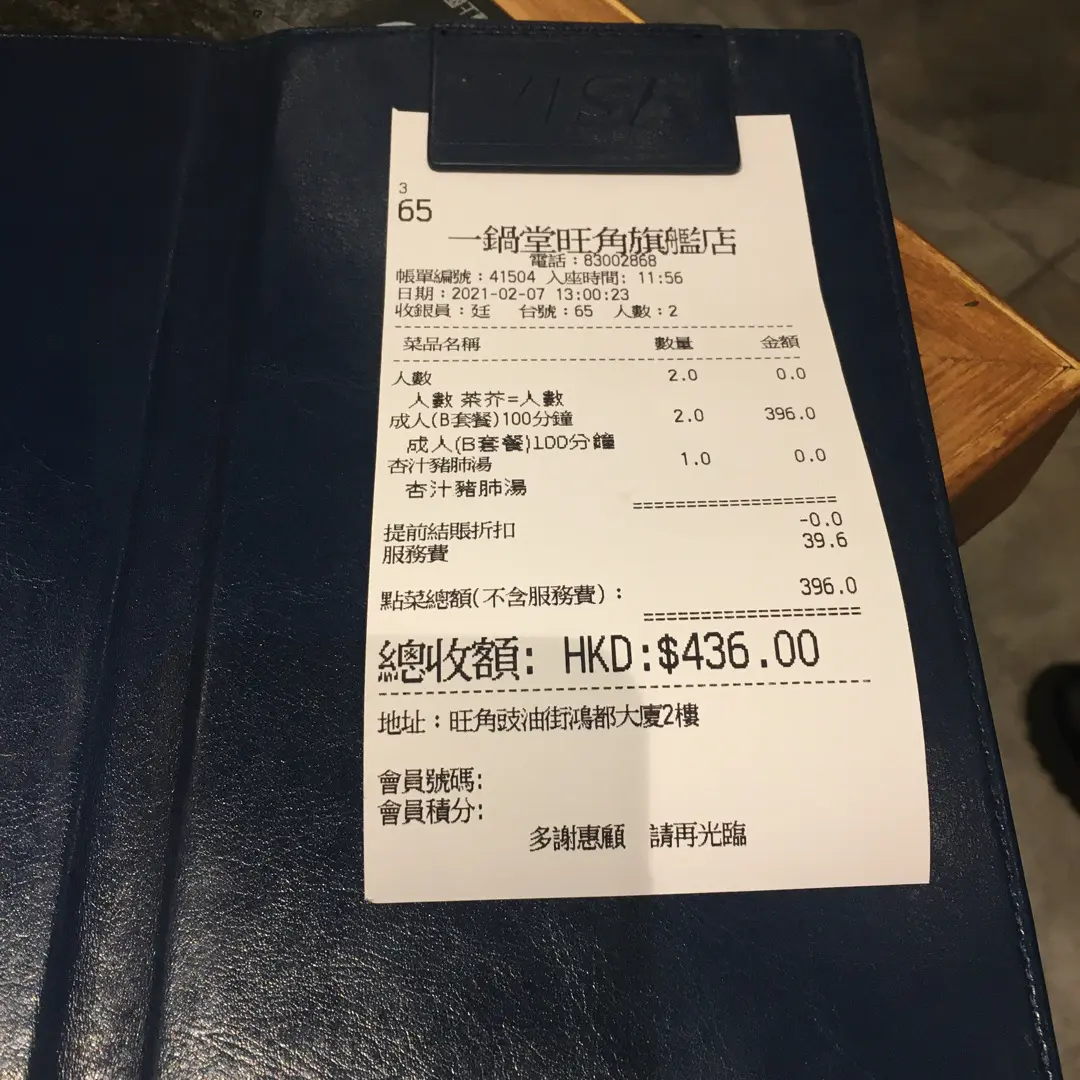 3
65
一鍋堂旺角旗艦店
電話：83002868
帳單編號：41504 入座時間: 11:56
日期：2021-02-07 13:00:23
收銀員：廷 台號：65 人數：2
菜品名稱 數量 金額
人數 2.0 0.0
人數 茶芥=人數
成人(B套餐)100分鐘 2.0 396.0
成人(B套餐)100分鐘
杏汁豬肺湯 1.0 0.0
杏汁豬肺湯
提前結賬折扣 -0.0
服務費 39.6
點菜總額(不含服務費)： 396.0
總收額: HKD:$436.00
地址：旺角豉油街鴻都大廈2樓
會員號碼:
會員積分:
多謝惠顧 請再光臨